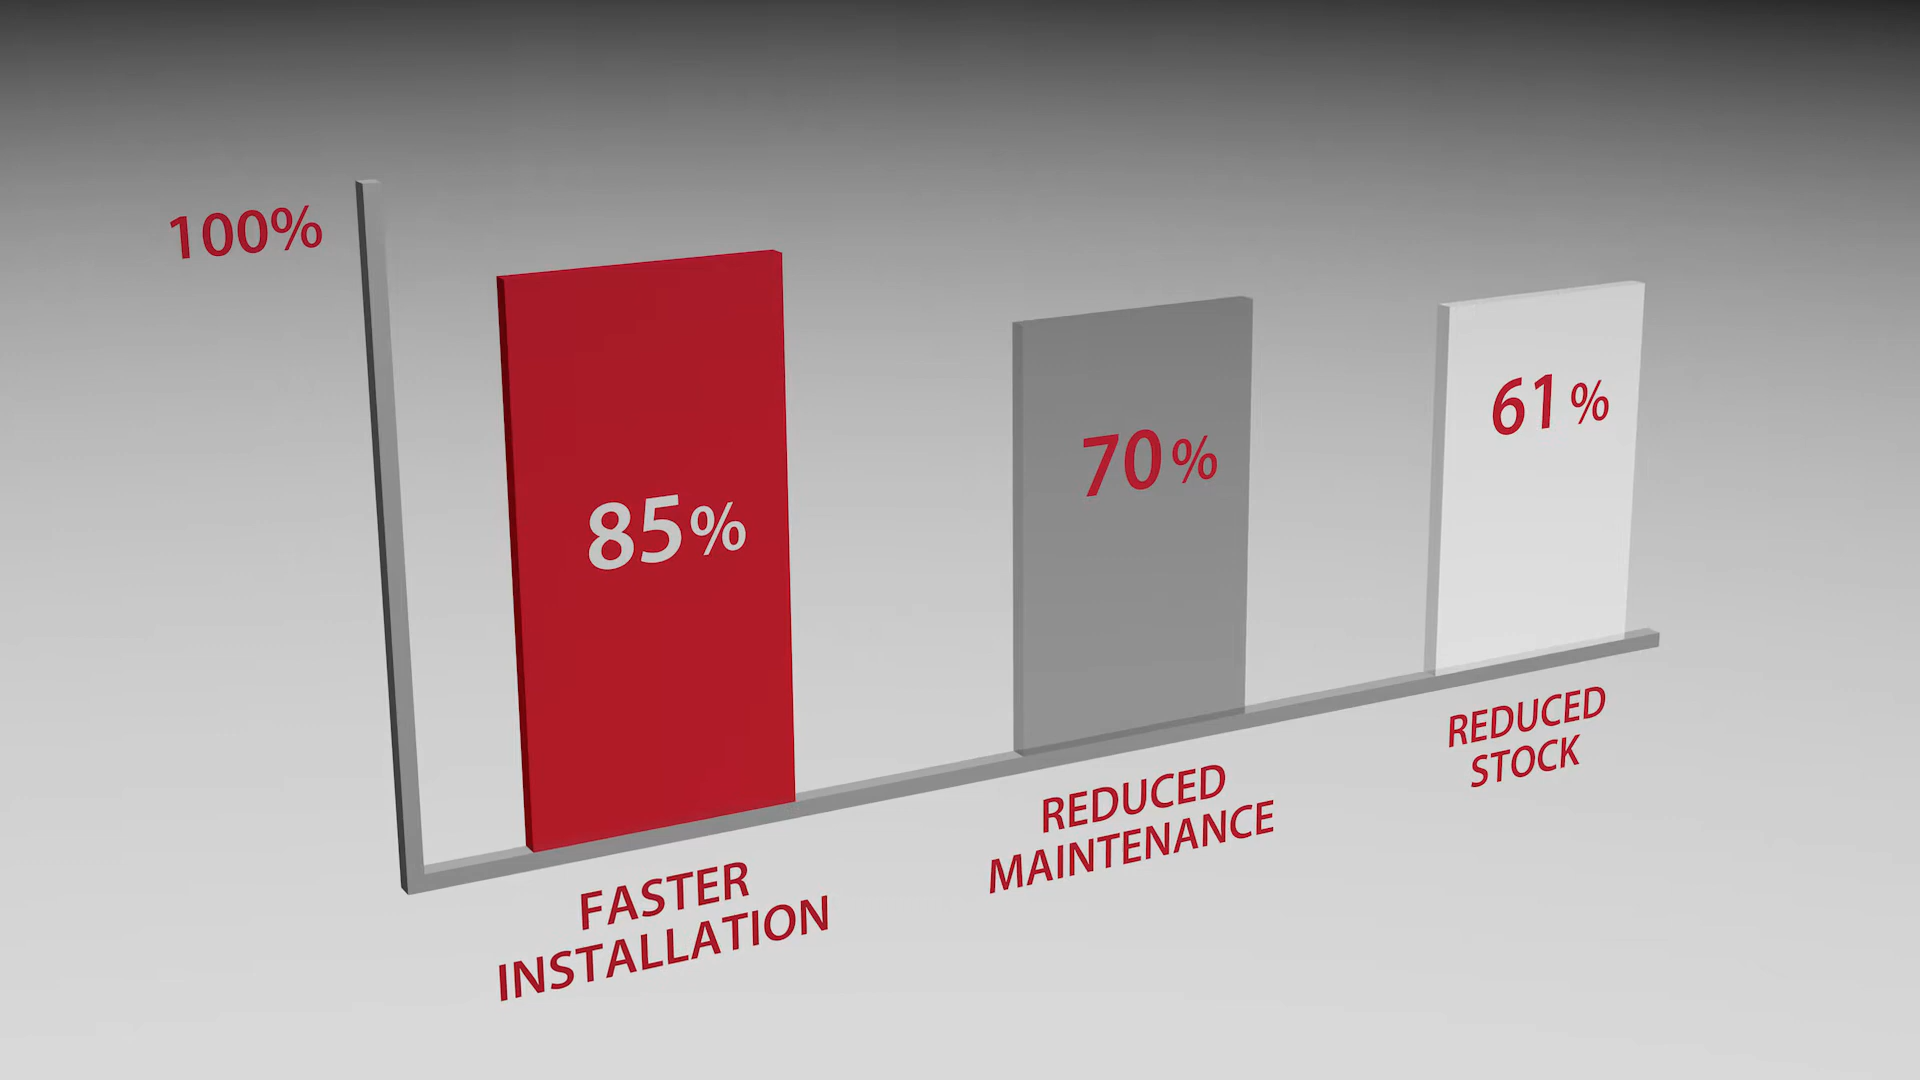 100%
85%
70%
61%
FASTER
INSTALLATION
REDUCED
MAINTENANCE
REDUCED
STOCK